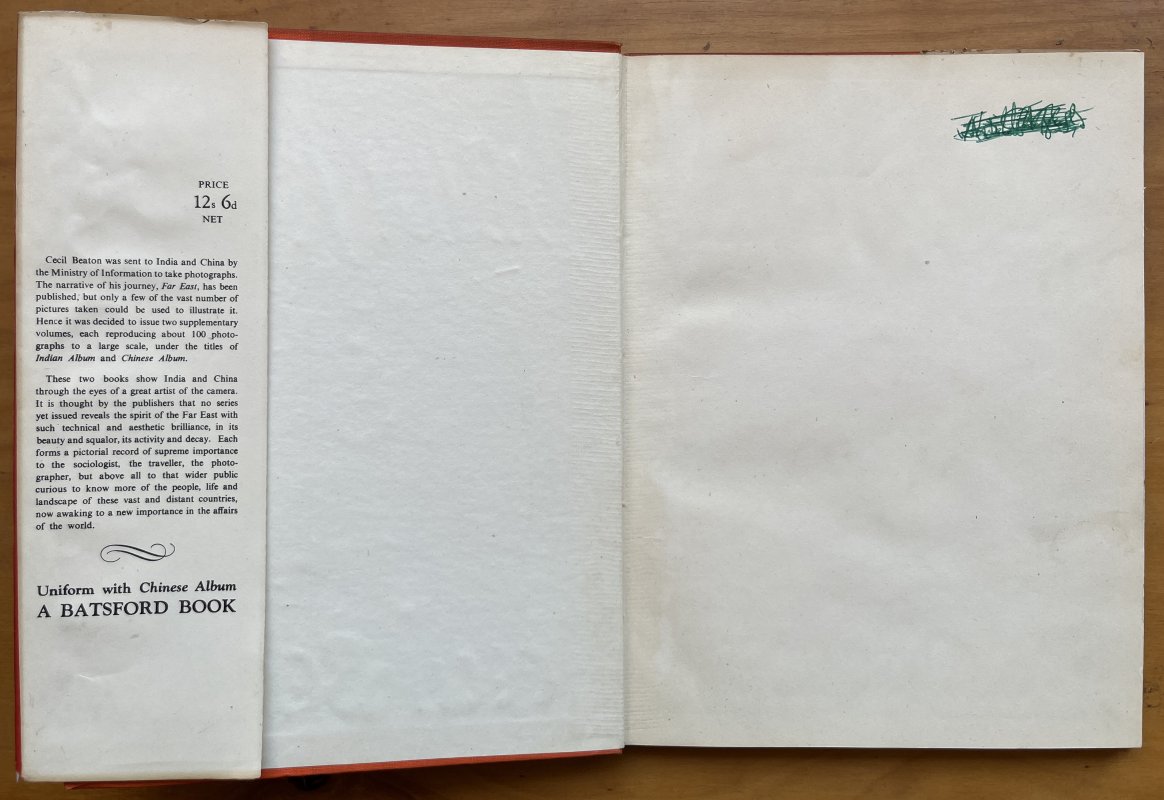 PRICE
12s 6d
NET
Cecil Beaton was sent to India and China by
the Ministry of Information to take photographs.
The narrative of his journey, Far East, has been
published, but only a few of the vast number of
pictures taken could be used to illustrate it.
Hence it was decided to issue two supplementary
volumes, each reproducing about 100 photo-
graphs to a large scale, under the titles of
Indian Album and Chinese Album.
These two books show India and China
through the eyes of a great artist of the camera.
It is thought by the publishers that no series
yet issued reveals the spirit of the Far East with
such technical and aesthetic brilliance, in its
beauty and squalor, its activity and decay. Each
forms a pictorial record of supreme importance
to the sociologist, the traveller, the photo-
grapher, but above all to that wider public
curious to know more of the people, life and
landscape of these vast and distant countries,
now awaking to a new importance in the affairs
of the world.
Uniform with Chinese Album
A BATSFORD BOOK